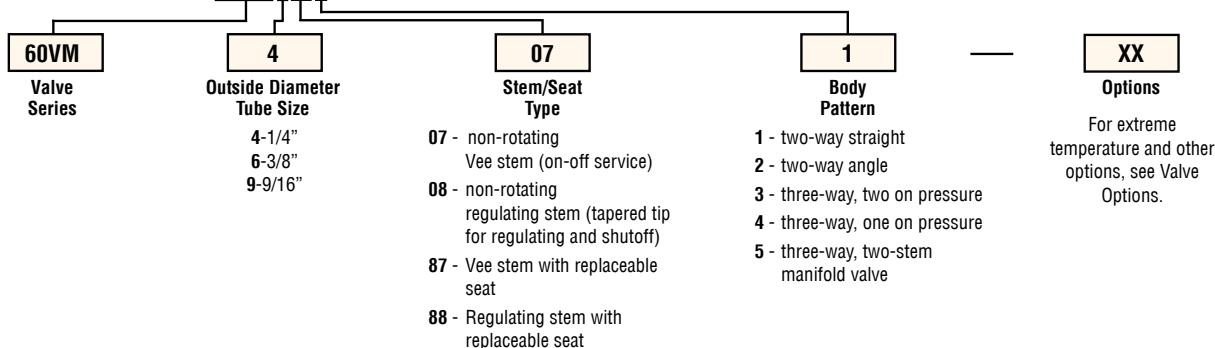 60VM
Valve
Series
4
Outside Diameter
Tube Size
4-1/4”
6-3/8”
9-9/16”
07
Stem/Seat
Type
07 - non-rotating
Vee stem (on-off service)
08 - non-rotating
regulating stem (tapered tip
for regulating and shutoff)
87 - Vee stem with replaceable
seat
88 - Regulating stem with
replaceable seat
1
Body
Pattern
1 - two-way straight
2 - two-way angle
3 - three-way, two on pressure
4 - three-way, one on pressure
5 - three-way, two-stem
manifold valve
—
XX
Options
For extreme
temperature and other
options, see Valve
Options.